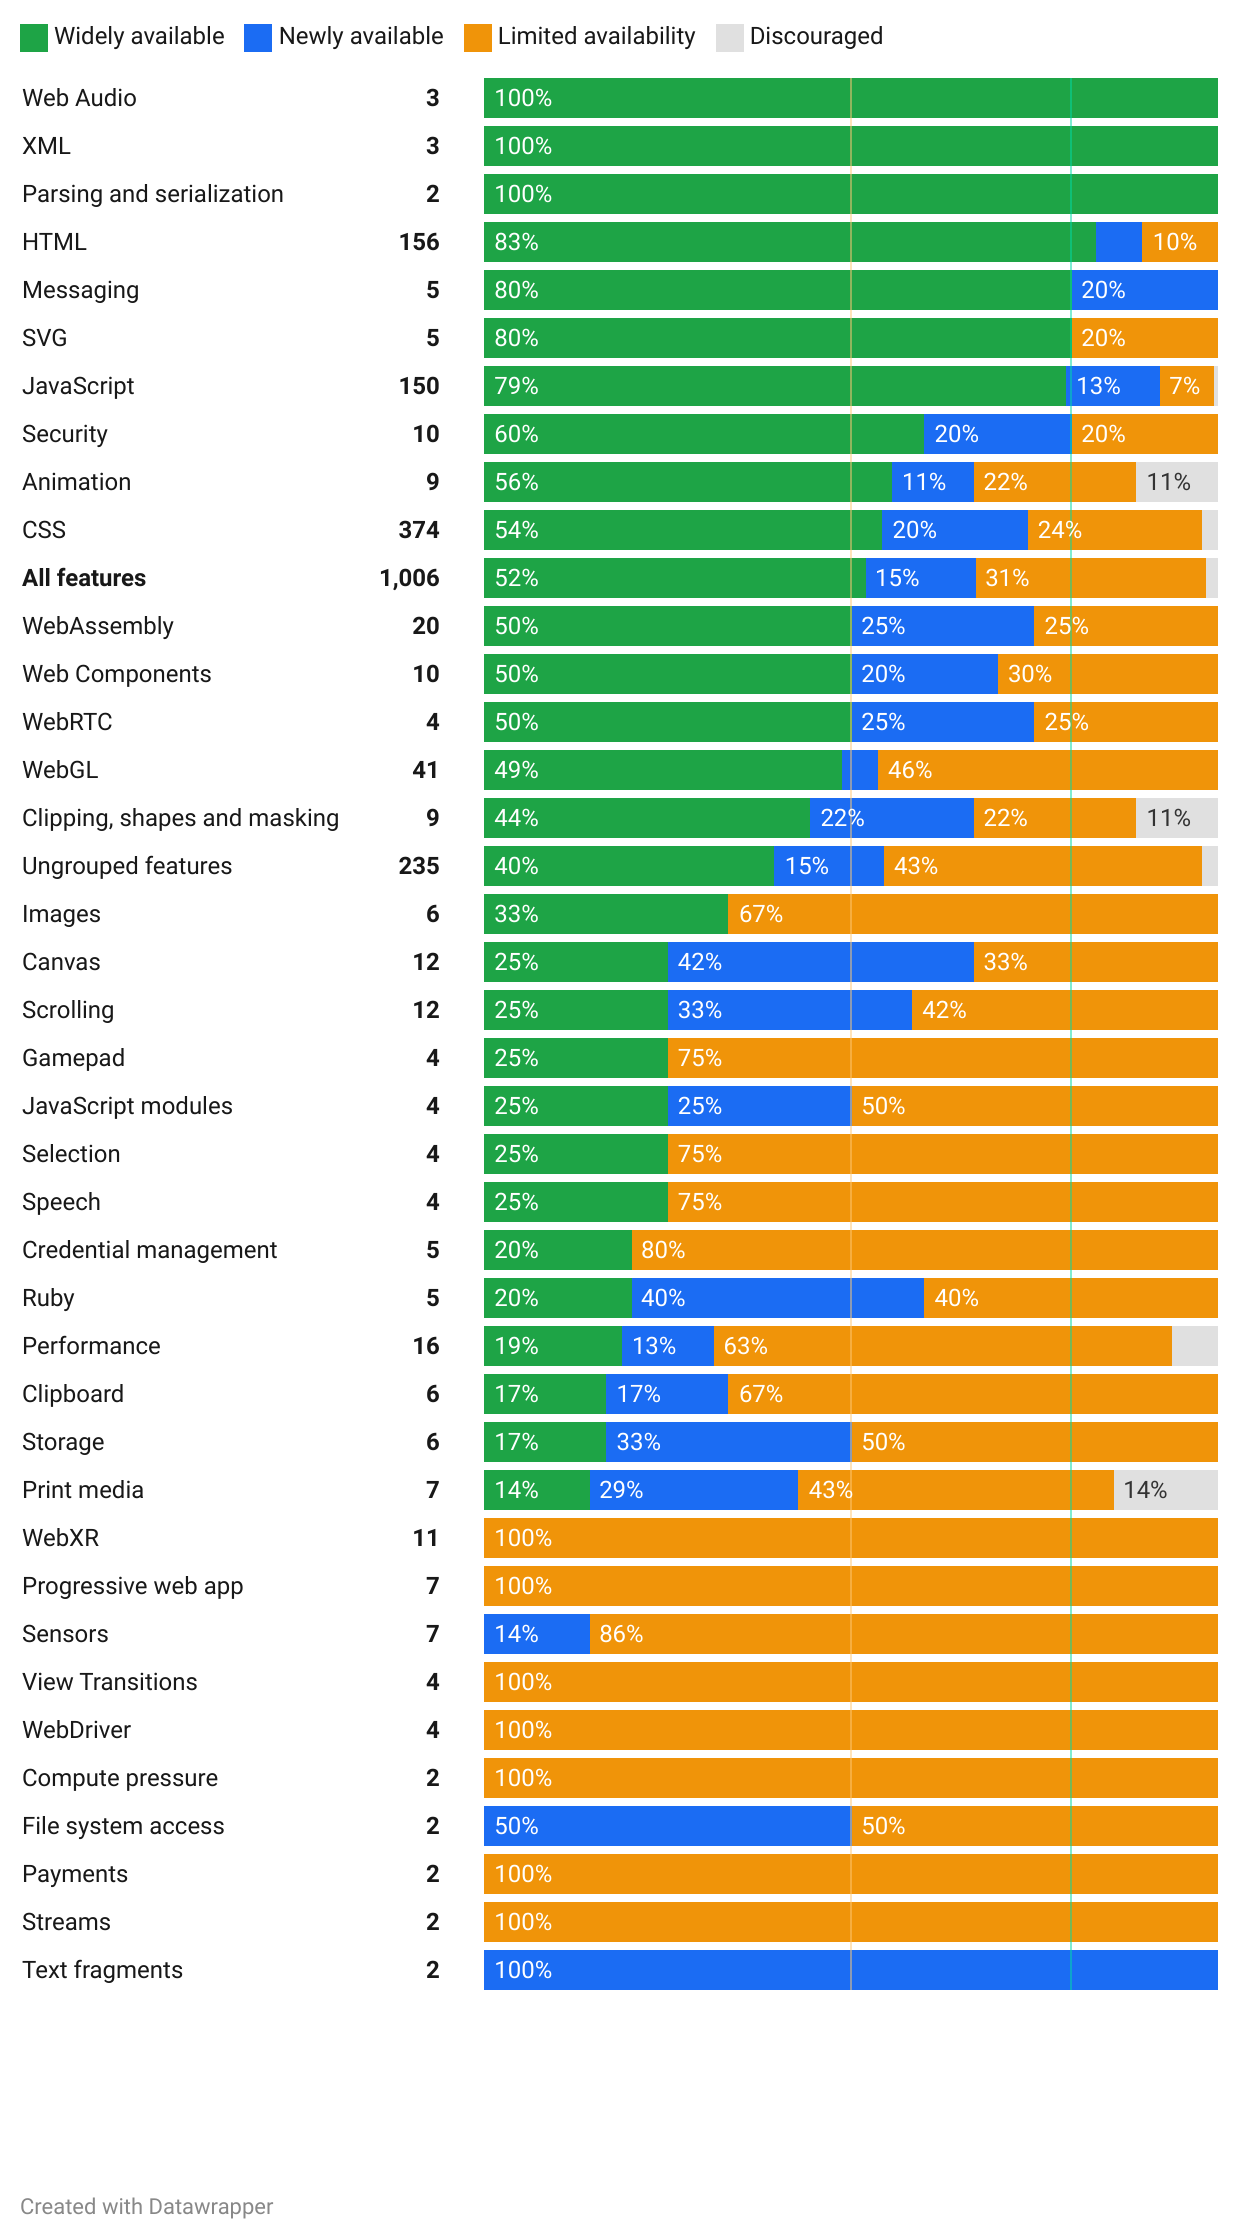 Widely available Newly available Limited availability Discouraged
Web Audio 3 100%
XML 3 100%
Parsing and serialization 2 100%
HTML 156 83% 10%
Messaging 5 80% 20%
SVG 5 80% 20%
JavaScript 150 79% 13% 7%
Security 10 60% 20% 20%
Animation 9 56% 11% 22% 11%
CSS 374 54% 20% 24%
All features 1,006 52% 15% 31%
WebAssembly 20 50% 25% 25%
Web Components 10 50% 20% 30%
WebRTC 4 50% 25% 25%
WebGL 41 49% 46%
Clipping, shapes and masking 9 44% 22% 22% 11%
Ungrouped features 235 40% 15% 43%
Images 6 33% 67%
Canvas 12 25% 42% 33%
Scrolling 12 25% 33% 42%
Gamepad 4 25% 75%
JavaScript modules 4 25% 25% 50%
Selection 4 25% 75%
Speech 4 25% 75%
Credential management 5 20% 80%
Ruby 5 20% 40% 40%
Performance 16 19% 13% 63%
Clipboard 6 17% 17% 67%
Storage 6 17% 33% 50%
Print media 7 14% 29% 43% 14%
WebXR 11 100%
Progressive web app 7 100%
Sensors 7 14% 86%
View Transitions 4 100%
WebDriver 4 100%
Compute pressure 2 100%
File system access 2 50% 50%
Payments 2 100%
Streams 2 100%
Text fragments 2 100%
Created with Datawrapper